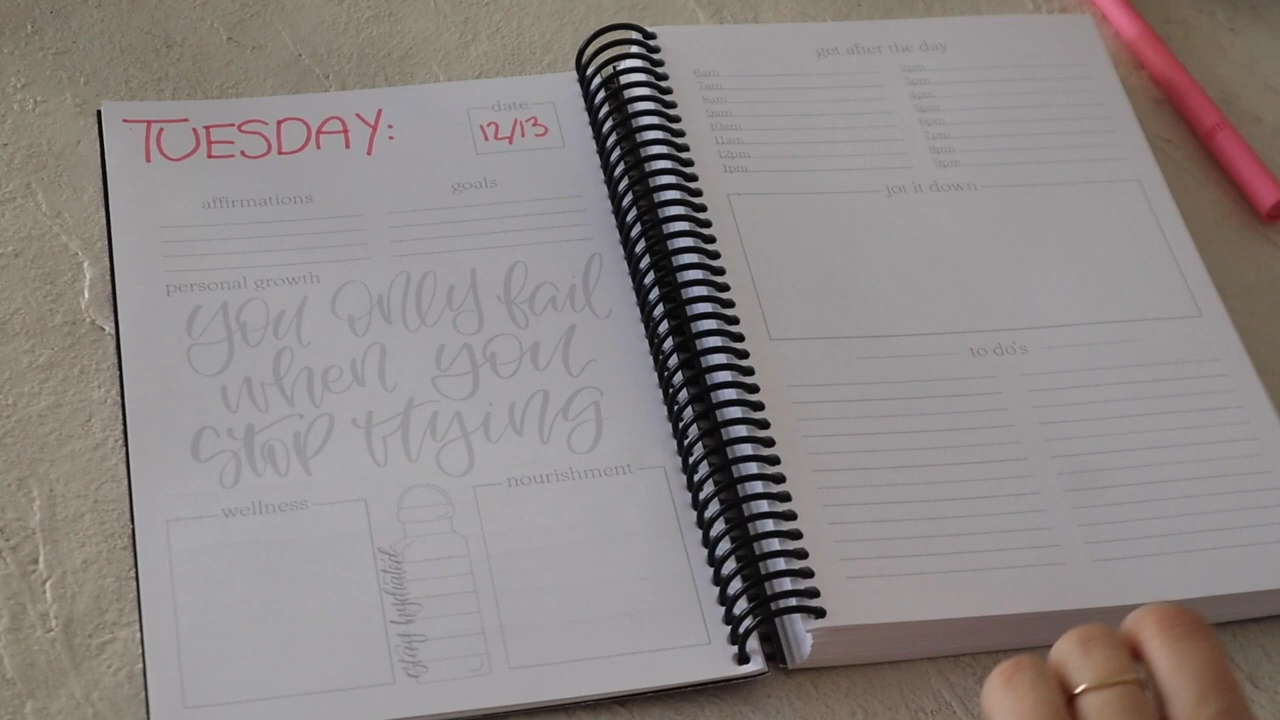 TUESDAY:
date
12/13
affirmations
goals
personal growth
you only fail
when you
stop trying
wellness
stay hydrated
nourishment
get after the day
6am
7am
8am
9am
10am
11am
12pm
1pm
2pm
3pm
4pm
5pm
6pm
7pm
8pm
9pm
jot it down
to do's